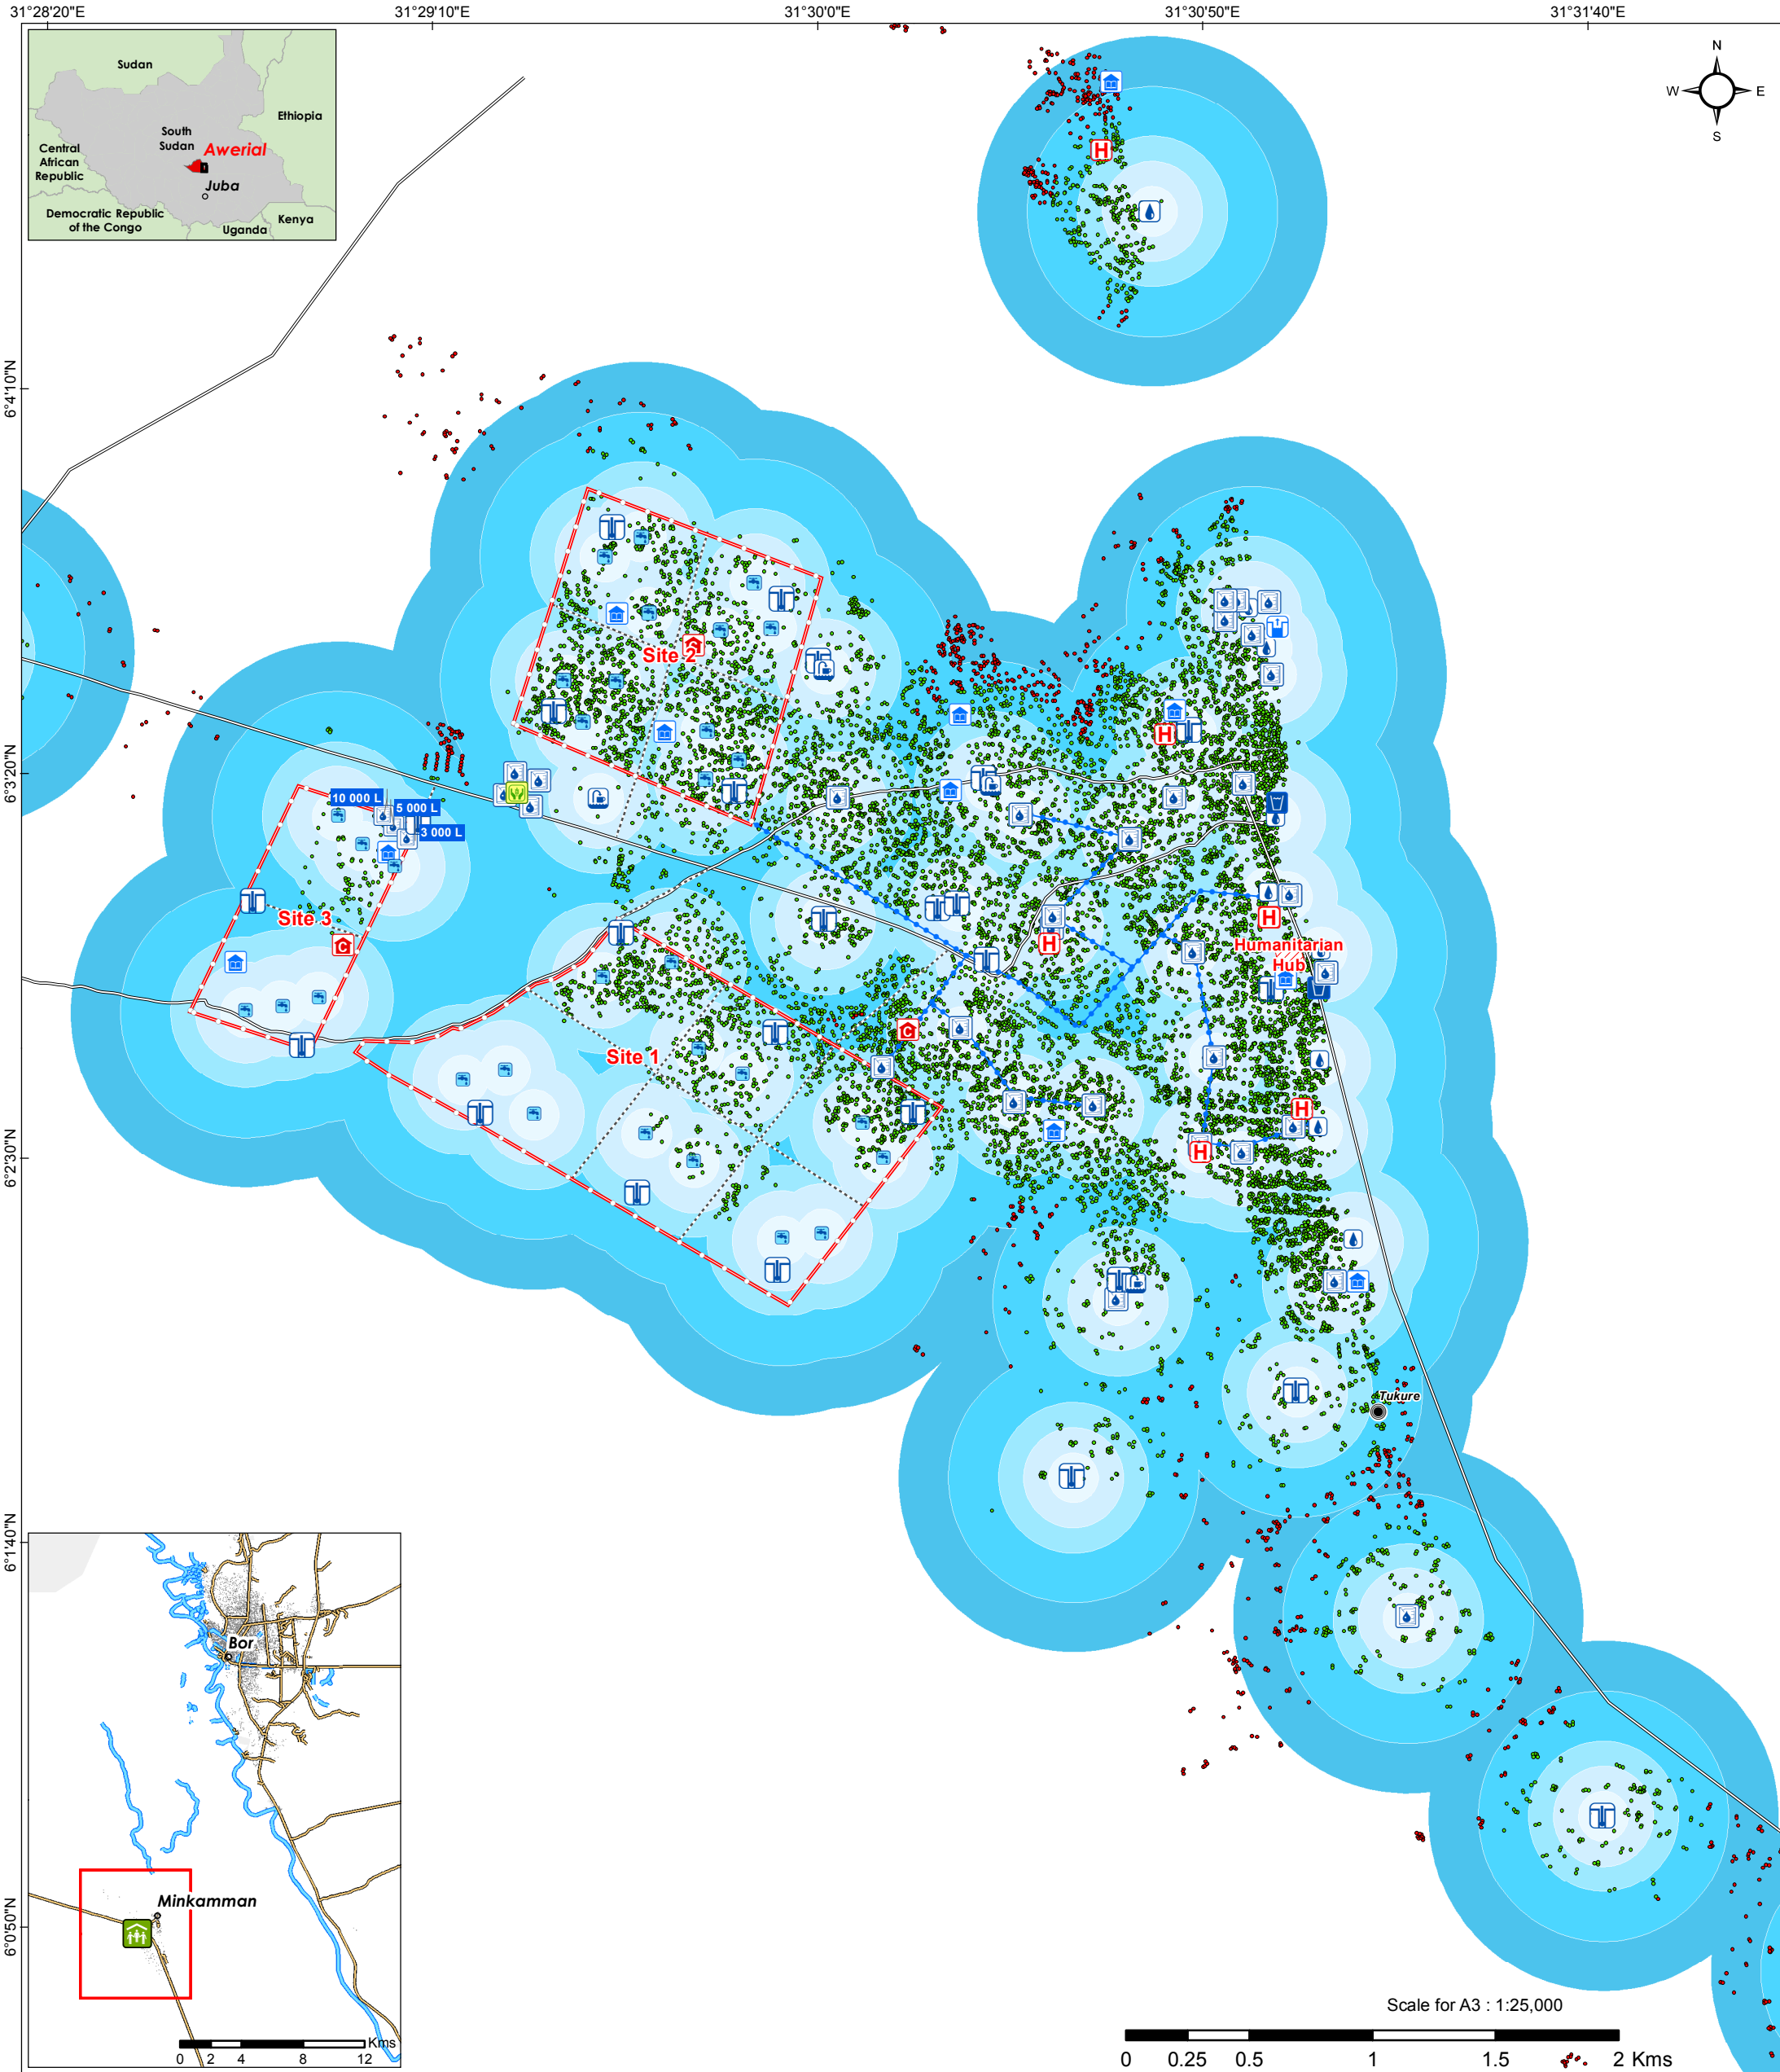 31°28'20"E
31°29'10"E
31°30'0"E
31°30'50"E
31°31'40"E
N
W
E
S
Sudan
Ethiopia
South
Sudan
Awerial
Central
African
Republic
Juba
Democratic Republic
of the Congo
Uganda
Kenya
H
6°4'10"N
Site 2
H
6°3'20"N
10 000 L
5 000 L
3 000 L
Site 3
H
H
Humanitarian
Hub
Site 1
H
H
6°2'30"N
Tukure
6°1'40"N
Bor
Minkamman
6°0'50"N
Kms
0 2 4 8 12
Scale for A3 : 1:25,000
0 0.25 0.5 1 1.5 2 Kms